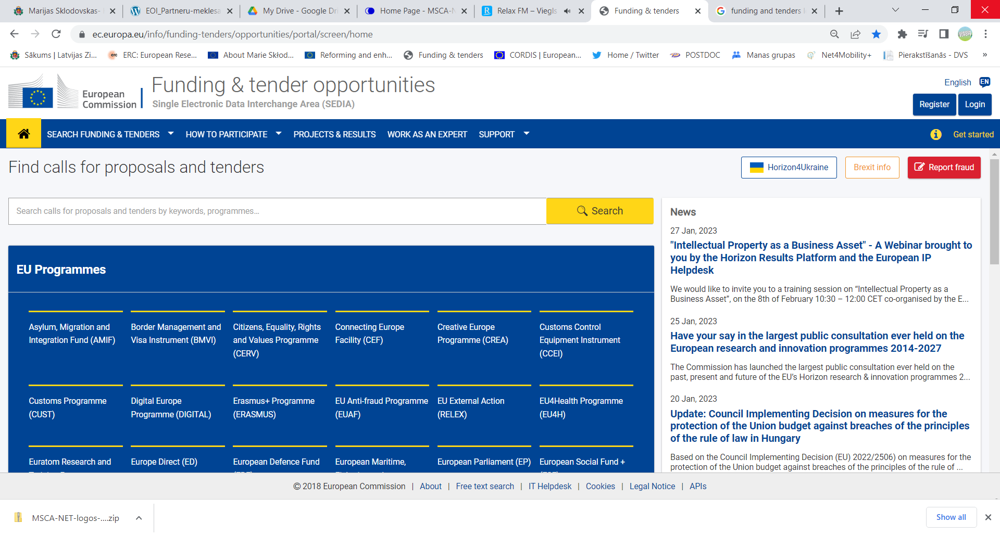 Marijas Sklodovskas-
EOI_Partneru-meklesa
My Drive - Google Dri
Home Page - MSCA-N
Relax FM – Viegls
Funding & tenders
funding and tenders l
ec.europa.eu/info/funding-tenders/opportunities/portal/screen/home
Sākums | Latvijas Zi...
erc
ERC: European Rese...
About Marie Skłod...
Reforming and enh...
Funding & tenders
CORDIS | European...
Home / Twitter
POSTDOC
Manas grupas
Net4Mobility+
Pierakstīšanās - DVS
»
European
Commission
Funding & tender opportunities
Single Electronic Data Interchange Area (SEDIA)
English EN
Register
Login
SEARCH FUNDING & TENDERS
HOW TO PARTICIPATE
PROJECTS & RESULTS
WORK AS AN EXPERT
SUPPORT
Get started
Find calls for proposals and tenders
Horizon4Ukraine
Brexit info
Report fraud
Search calls for proposals and tenders by keywords, programmes...
Search
EU Programmes
Asylum, Migration and
Integration Fund (AMIF)
Border Management and
Visa Instrument (BMVI)
Citizens, Equality, Rights
and Values Programme
(CERV)
Connecting Europe
Facility (CEF)
Creative Europe
Programme (CREA)
Customs Control
Equipment Instrument
(CCEI)
Customs Programme
(CUST)
Digital Europe
Programme (DIGITAL)
Erasmus+ Programme
(ERASMUS)
EU Anti-fraud Programme
(EUAF)
EU External Action
(RELEX)
EU4Health Programme
(EU4H)
Euratom Research and
Europe Direct (ED)
European Defence Fund
European Maritime,
European Parliament (EP)
European Social Fund +
News
27 Jan, 2023
"Intellectual Property as a Business Asset" - A Webinar brought to
you by the Horizon Results Platform and the European IP
Helpdesk
We would like to invite you to a training session on “Intellectual Property as a
Business Asset”, on the 8th of February 10:30 – 12:00 CET co-organised by the E...
25 Jan, 2023
Have your say in the largest public consultation ever held on the
European research and innovation programmes 2014-2027
The Commission has launched the largest public consultation ever held on the
past, present and future of the EU’s Horizon research & innovation programmes 2...
20 Jan, 2023
Update: Council Implementing Decision on measures for the
protection of the Union budget against breaches of the principles
of the rule of law in Hungary
Based on the Council Implementing Decision (EU) 2022/2506) on measures for the
protection of the Union budget against breaches of the principles of the rule of ...
© 2018 European Commission | About | Free text search | IT Helpdesk | Cookies | Legal Notice | APIs
MSCA-NET-logos-....zip
Show all